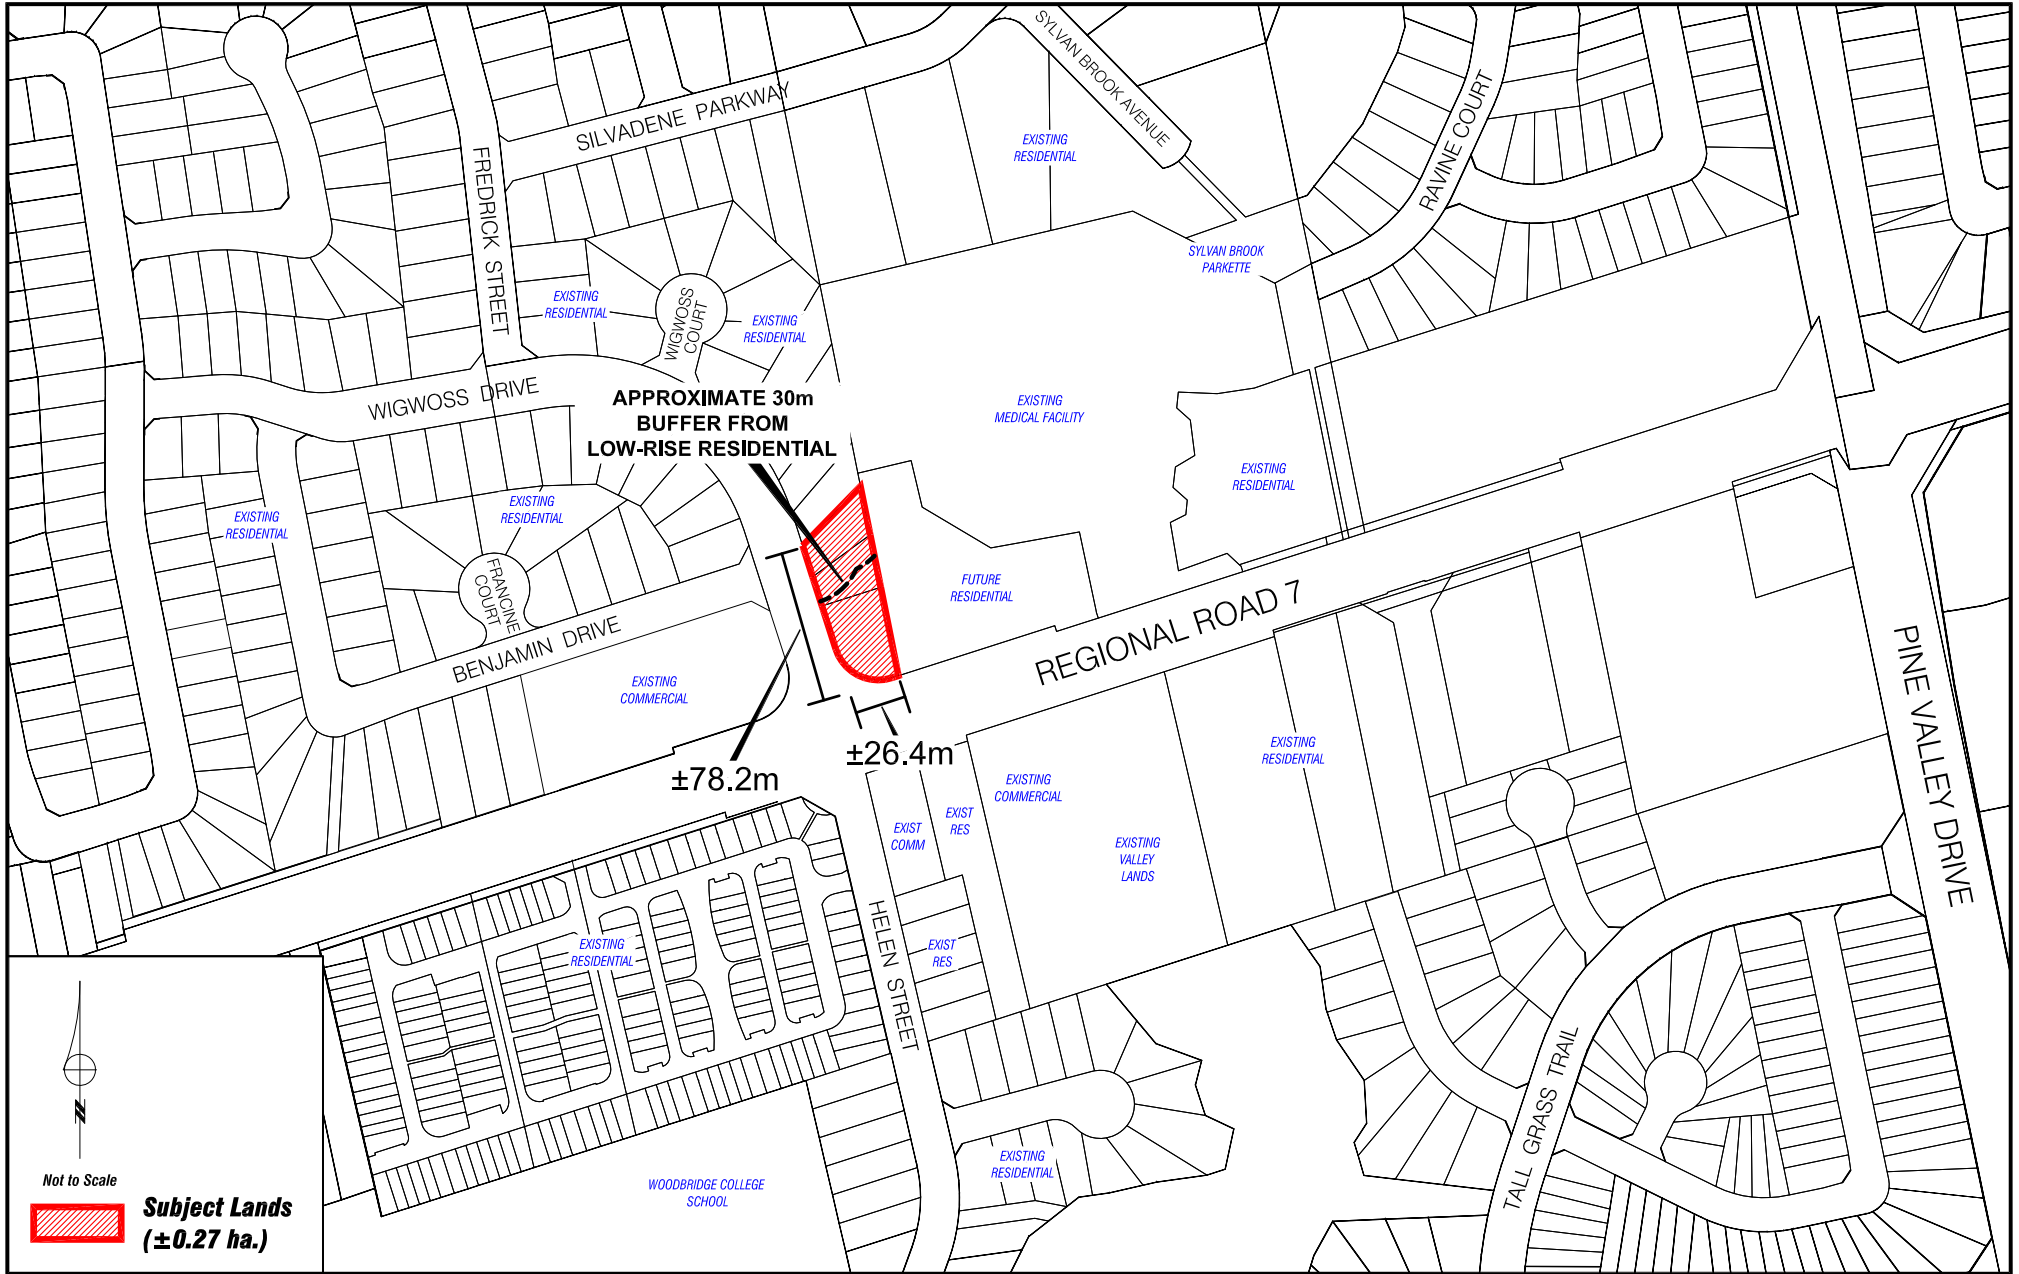 SYLVAN BROOK AVENUE
SILVADENE PARKWAY
RAVINE COURT
EXISTING
RESIDENTIAL
FREDRICK STREET
SYLVAN BROOK
PARKETTE
EXISTING
RESIDENTIAL
WIGWOSS
COURT
EXISTING
RESIDENTIAL
WIGWOSS DRIVE
APPROXIMATE 30m
BUFFER FROM
LOW-RISE RESIDENTIAL
EXISTING
MEDICAL FACILITY
EXISTING
RESIDENTIAL
EXISTING
RESIDENTIAL
EXISTING
RESIDENTIAL
FRANCINE
COURT
FUTURE
RESIDENTIAL
REGIONAL ROAD 7
BENJAMIN DRIVE
EXISTING
COMMERCIAL
PINE VALLEY DRIVE
±26.4m
±78.2m
EXISTING
RESIDENTIAL
EXISTING
COMMERCIAL
EXIST
COMM
EXIST
RES
EXISTING
VALLEY
LANDS
HELEN STREET
EXISTING
RESIDENTIAL
EXIST
RES
TALL GRASS TRAIL
EXISTING
RESIDENTIAL
WOODBRIDGE COLLEGE
SCHOOL
N
Not to Scale
Subject Lands
(±0.27 ha.)